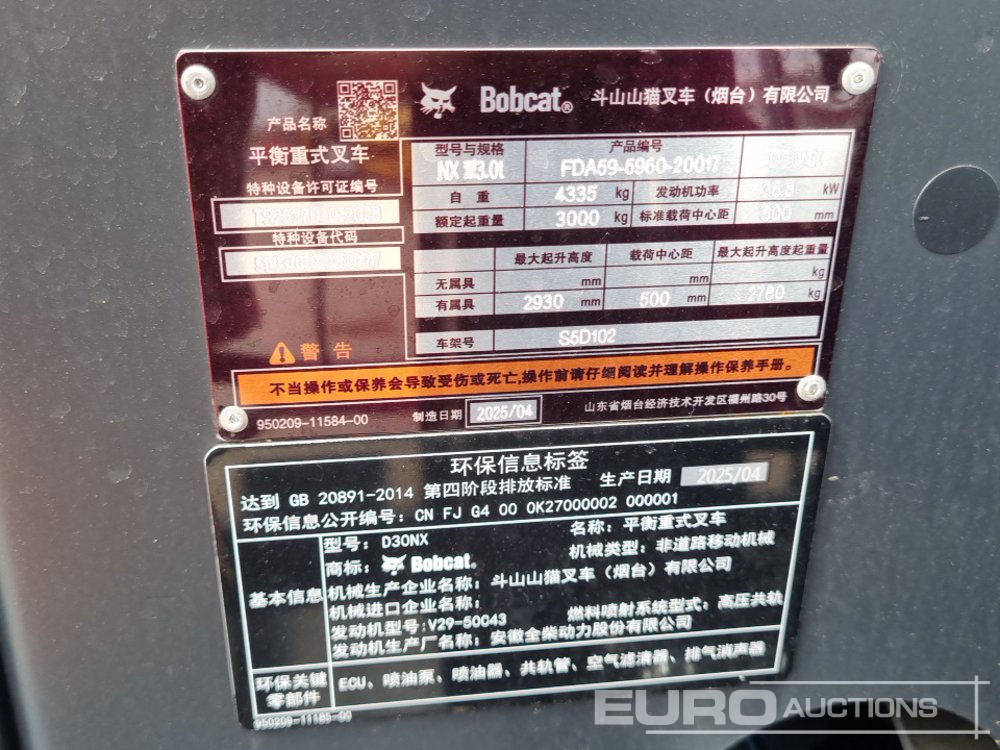 Bobcat® 斗山山猫叉车（烟台）有限公司
产品名称
平衡重式叉车
特种设备许可证编号
特种设备代码
型号与规格 NX 型3.0t
产品编号 FDA59-5960-20017 D30NX
自重 4335 kg 发动机功率 36.8 kW
额定起重量 3000 kg 标准载荷中心距 500 mm
最大起升高度 载荷中心距 最大起升高度起重量
无属具 mm mm kg
有属具 2930 mm 500 mm 2780 kg
车架号 S5D102
警告
不当操作或保养会导致受伤或死亡,操作前请仔细阅读并理解操作保养手册。
950209-11584-00 制造日期 2025/04 山东省烟台经济技术开发区福州路30号
环保信息标签
达到 GB 20891-2014 第四阶段排放标准 生产日期 2025/04
环保信息公开编号: CN FJ G4 00 0K27000002 000001
基本信息
型号: D30NX 名称: 平衡重式叉车
商标: Bobcat. 机械类型: 非道路移动机械
机械生产企业名称: 斗山山猫叉车（烟台）有限公司
机械进口企业名称:
发动机型号:V29-50043 燃料喷射系统型式: 高压共轨
发动机生产厂名称: 安徽全柴动力股份有限公司
环保关键零部件
ECU、喷油泵、喷油器、共轨管、空气滤清器、排气消声器
950209-11185-00
EURO AUCTIONS